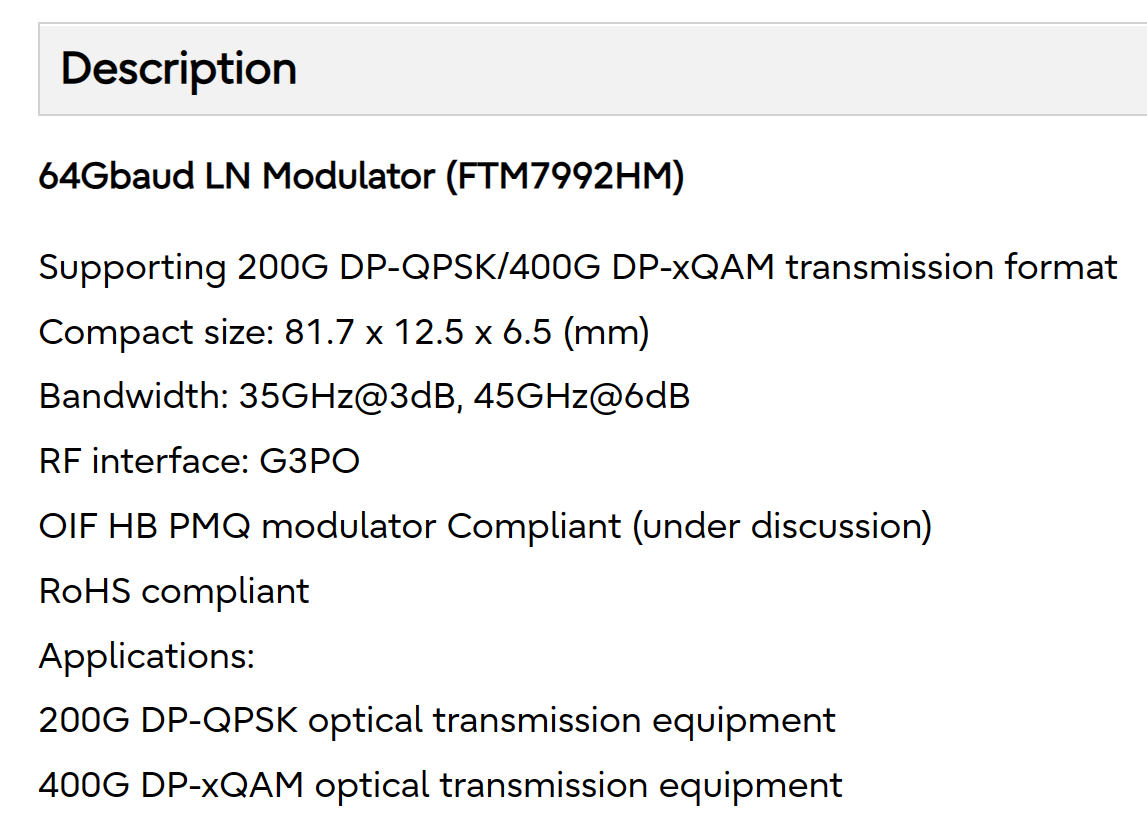 Description
64Gbaud LN Modulator (FTM7992HM)
Supporting 200G DP-QPSK/400G DP-xQAM transmission format
Compact size: 81.7 x 12.5 x 6.5 (mm)
Bandwidth: 35GHz@3dB, 45GHz@6dB
RF interface: G3PO
OIF HB PMQ modulator Compliant (under discussion)
RoHS compliant
Applications:
200G DP-QPSK optical transmission equipment
400G DP-xQAM optical transmission equipment